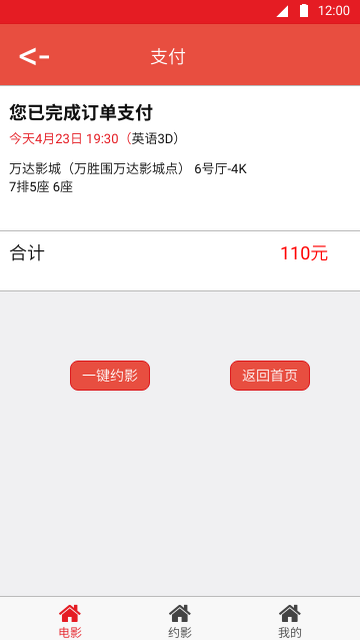 12:00
<- 支付
您已完成订单支付
今天4月23日 19:30（英语3D）
万达影城（万胜围万达影城点） 6号厅-4K
7排5座 6座
合计 110元
一键约影 返回首页
电影 约影 我的